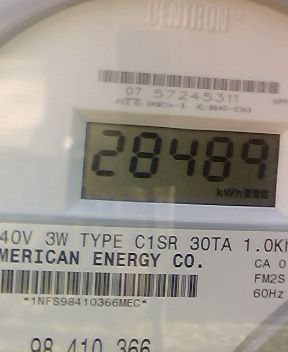 CENTRON
07 57245311
28489
kWh
40V 3W TYPE C1SR 30TA 1.0Kh
MERICAN ENERGY CO.
CA 0
FM2S
60Hz
*1NFS98410366MEC*
98 410 366